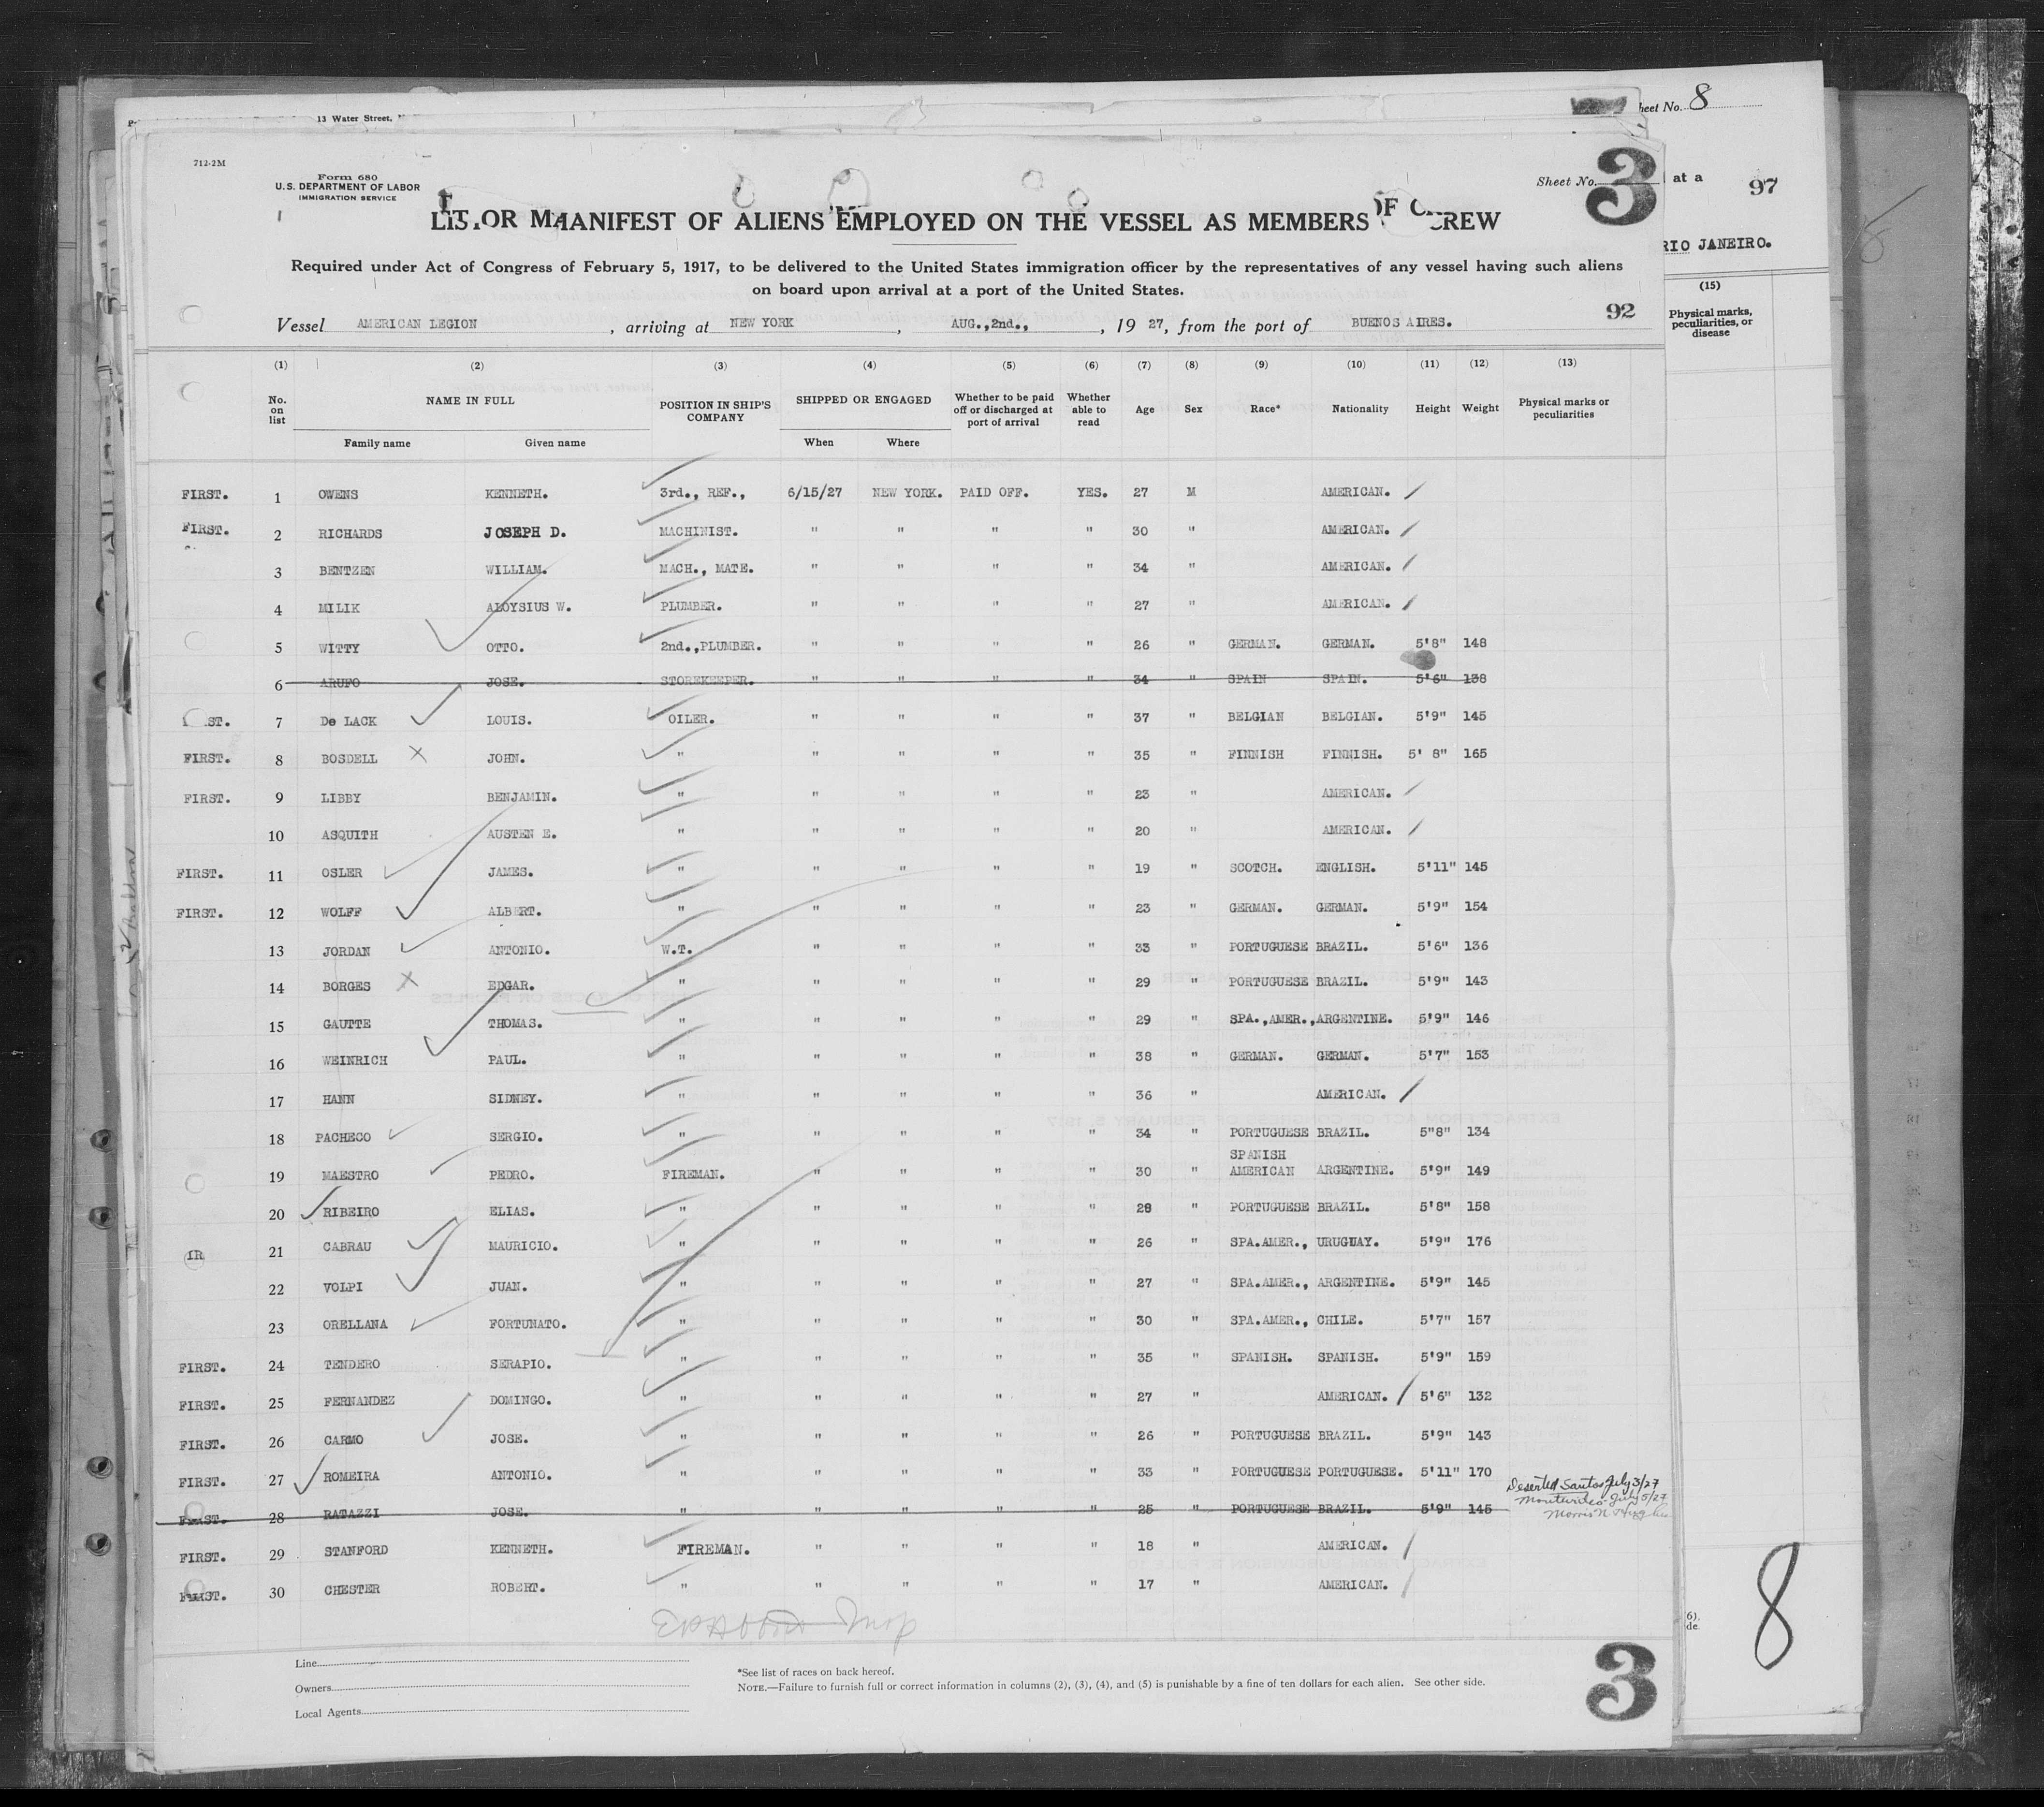 13 Water Street,
heet No. 8
712-2M
Form 680
U.S. DEPARTMENT OF LABOR
IMMIGRATION SERVICE
Sheet No. 3
at a
97
LIST OR MANIFEST OF ALIENS EMPLOYED ON THE VESSEL AS MEMBERS OF CREW
RIO JANEIRO.
Required under Act of Congress of February 5, 1917, to be delivered to the United States immigration officer by the representatives of any vessel having such aliens
on board upon arrival at a port of the United States.
92
Vessel AMERICAN LEGION , arriving at NEW YORK , AUG.,2nd., , 19 27, from the port of BUENOS AIRES.
(15)
Physical marks,
peculiarities, or
disease
(1) (2) (3) (4) (5) (6) (7) (8) (9) (10) (11) (12) (13)
No. on list NAME IN FULL POSITION IN SHIP'S COMPANY SHIPPED OR ENGAGED Whether to be paid off or discharged at port of arrival Whether able to read Age Sex Race* Nationality Height Weight Physical marks or peculiarities
Family name Given name When Where
FIRST. 1 OWENS KENNETH. 3rd., REF., 6/15/27 NEW YORK. PAID OFF. YES. 27 M AMERICAN. /
FIRST. 2 RICHARDS JOSEPH D. MACHINIST. " " " " 30 " AMERICAN. /
3 BENTZEN WILLIAM. MACH., MATE. " " " " 34 " AMERICAN. /
4 MILIK ALOYSIUS W. PLUMBER. " " " " 27 " AMERICAN. /
5 WITTY OTTO. 2nd.,PLUMBER. " " " " 26 " GERMAN. GERMAN. 5'8" 148
6 ARUFO JOSE. STOREKEEPER. " " " " 34 " SPAIN SPAIN. 5'6" 138
ST. 7 De LACK LOUIS. OILER. " " " " 37 " BELGIAN BELGIAN. 5'9" 145
FIRST. 8 BOSDELL X JOHN. " " " " " 35 " FINNISH FINNISH. 5' 8" 165
FIRST. 9 LIBBY BENJAMIN. " " " " " 23 " AMERICAN. /
10 ASQUITH AUSTEN E. " " " " " 20 " AMERICAN. /
FIRST. 11 OSLER JAMES. " " " " " 19 " SCOTCH. ENGLISH. 5'11" 145
FIRST. 12 WOLFF ALBERT. " " " " " 23 " GERMAN. GERMAN. 5'9" 154
13 JORDAN ANTONIO. W.T. " " " " 33 " PORTUGUESE BRAZIL. 5'6" 136
14 BORGES X EDGAR. " " " " " 29 " PORTUGUESE BRAZIL. 5'9" 143
15 GAUTTE THOMAS. " " " " " 29 " SPA.,AMER.,ARGENTINE. 5'9" 146
16 WEINRICH PAUL. " " " " " 38 " GERMAN. GERMAN. 5'7" 153
17 HANN SIDNEY. " " " " " 36 " AMERICAN. /
18 PACHECO SERGIO. " " " " " 34 " PORTUGUESE BRAZIL. 5"8" 134
19 MAESTRO PEDRO. FIREMAN. " " " " 30 " SPANISH AMERICAN ARGENTINE. 5'9" 149
20 RIBEIRO ELIAS. " " " " " 28 " PORTUGUESE BRAZIL. 5'8" 158
IR 21 CABRAU MAURICIO. " " " " " 26 " SPA.AMER., URUGUAY. 5'9" 176
22 VOLPI JUAN. " " " " " 27 " SPA.AMER., ARGENTINE. 5'9" 145
23 ORELLANA FORTUNATO. " " " " " 30 " SPA.AMER., CHILE. 5'7" 157
FIRST. 24 TENDERO SERAPIO. " " " " " 35 " SPANISH. SPANISH. 5'9" 159
FIRST. 25 FERNANDEZ DOMINGO. " " " " " 27 " AMERICAN. / 5'6" 132
FIRST. 26 CARMO JOSE. " " " " " 26 " PORTUGUESE BRAZIL. 5'9" 143
FIRST. 27 ROMEIRA ANTONIO. " " " " " 33 " PORTUGUESE PORTUGUESE. 5'11" 170
Deserted Santos July 3/27
FIRST. 28 RATAZZI JOSE. " " " " " 25 " PORTUGUESE BRAZIL. 5'9" 145 Montevideo July 5/27
Morris N Hughes
FIRST. 29 STANFORD KENNETH. FIREMAN. " " " " 18 " AMERICAN. /
FIRST. 30 CHESTER ROBERT. " " " " " 17 " AMERICAN. /
6).
de.
8
Line
Owners
Local Agents
*See list of races on back hereof.
NOTE.—Failure to furnish full or correct information in columns (2), (3), (4), and (5) is punishable by a fine of ten dollars for each alien. See other side.
3